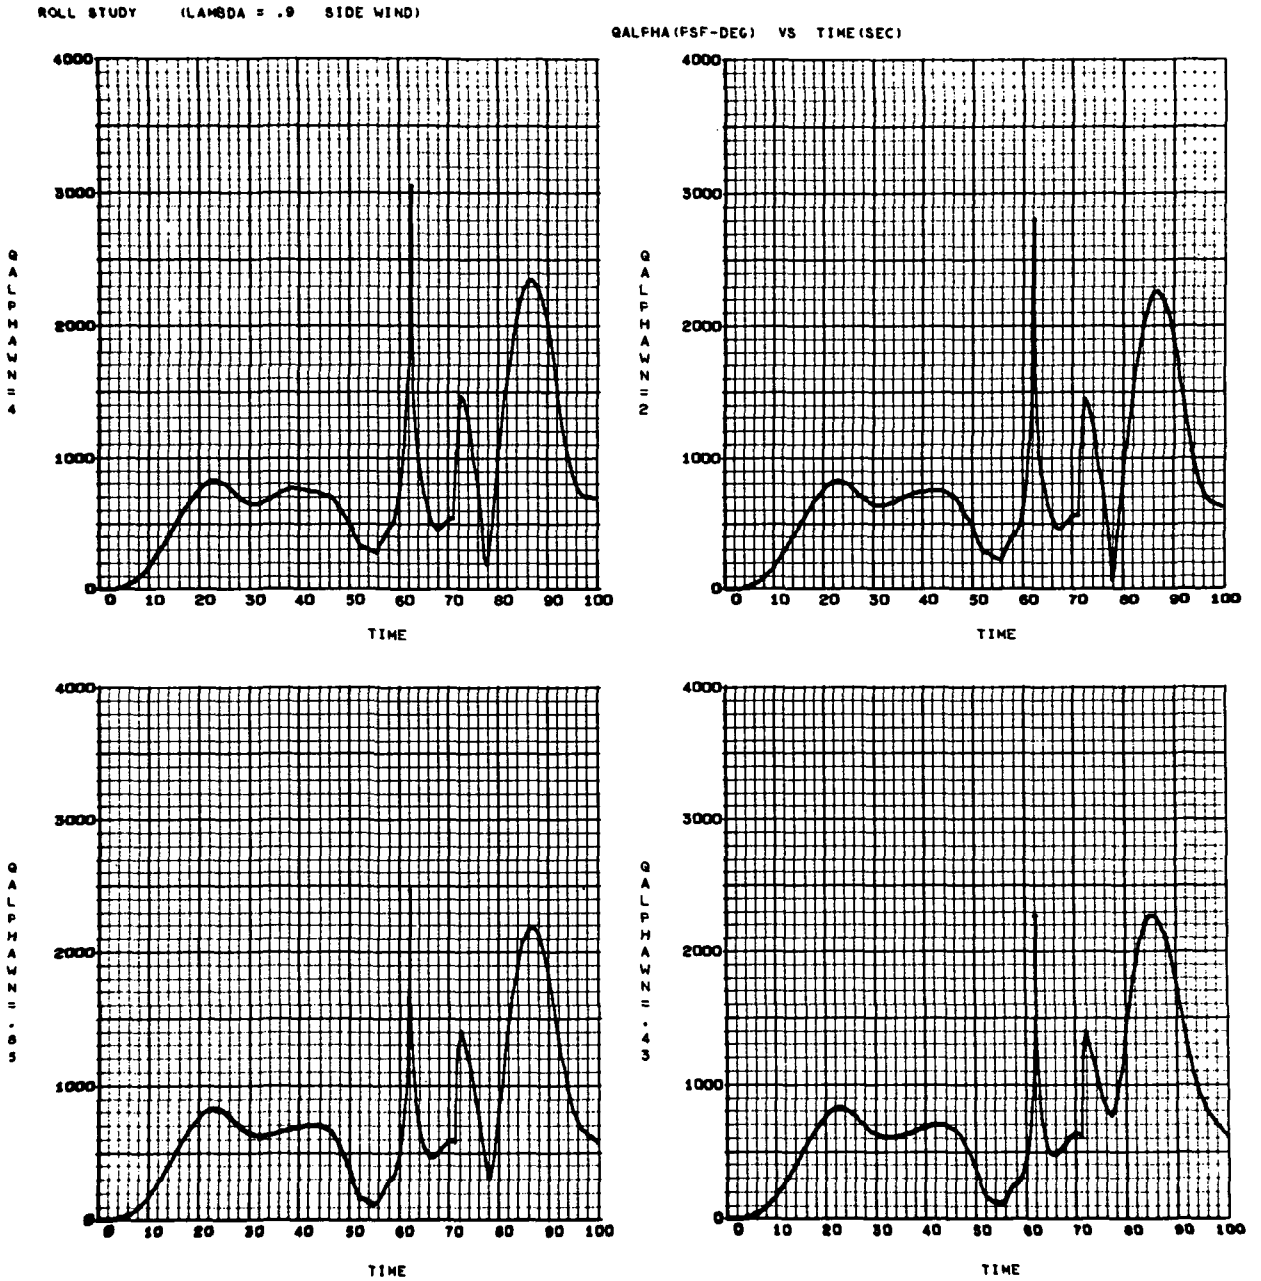 ROLL STUDY (LAMBDA = .9 SIDE WIND)
QALPHA(PSF-DEG) VS TIME(SEC)
QALPHAWN=4
4000
3000
2000
1000
0
0 10 20 30 40 50 60 70 80 90 100
TIME
QALPHAWN=2
4000
3000
2000
1000
0
0 10 20 30 40 50 60 70 80 90 100
TIME
QALPHAWN=.85
4000
3000
2000
1000
0
0 10 20 30 40 50 60 70 80 90 100
TIME
QALPHAWN=.43
4000
3000
2000
1000
0
0 10 20 30 40 50 60 70 80 90 100
TIME